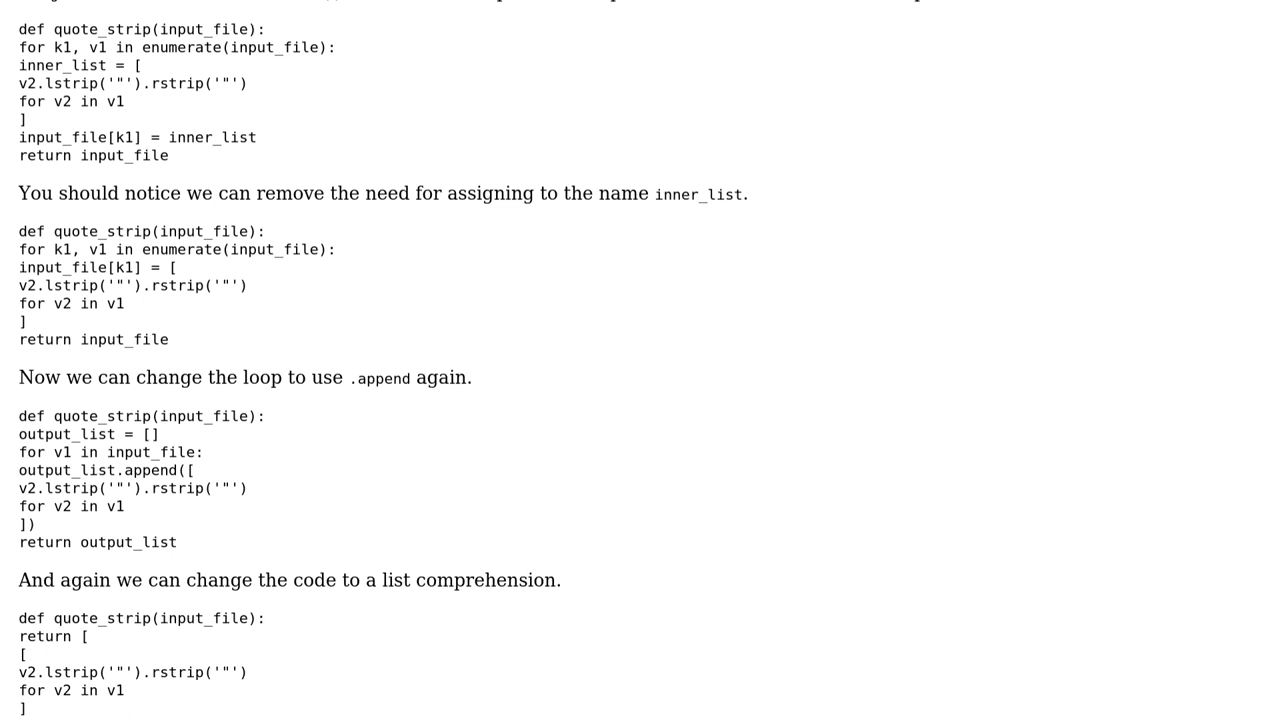 def quote_strip(input_file):
for k1, v1 in enumerate(input_file):
inner_list = [
v2.lstrip('"').rstrip('"')
for v2 in v1
]
input_file[k1] = inner_list
return input_file
You should notice we can remove the need for assigning to the name inner_list.
def quote_strip(input_file):
for k1, v1 in enumerate(input_file):
input_file[k1] = [
v2.lstrip('"').rstrip('"')
for v2 in v1
]
return input_file
Now we can change the loop to use .append again.
def quote_strip(input_file):
output_list = []
for v1 in input_file:
output_list.append([
v2.lstrip('"').rstrip('"')
for v2 in v1
])
return output_list
And again we can change the code to a list comprehension.
def quote_strip(input_file):
return [
[
v2.lstrip('"').rstrip('"')
for v2 in v1
]